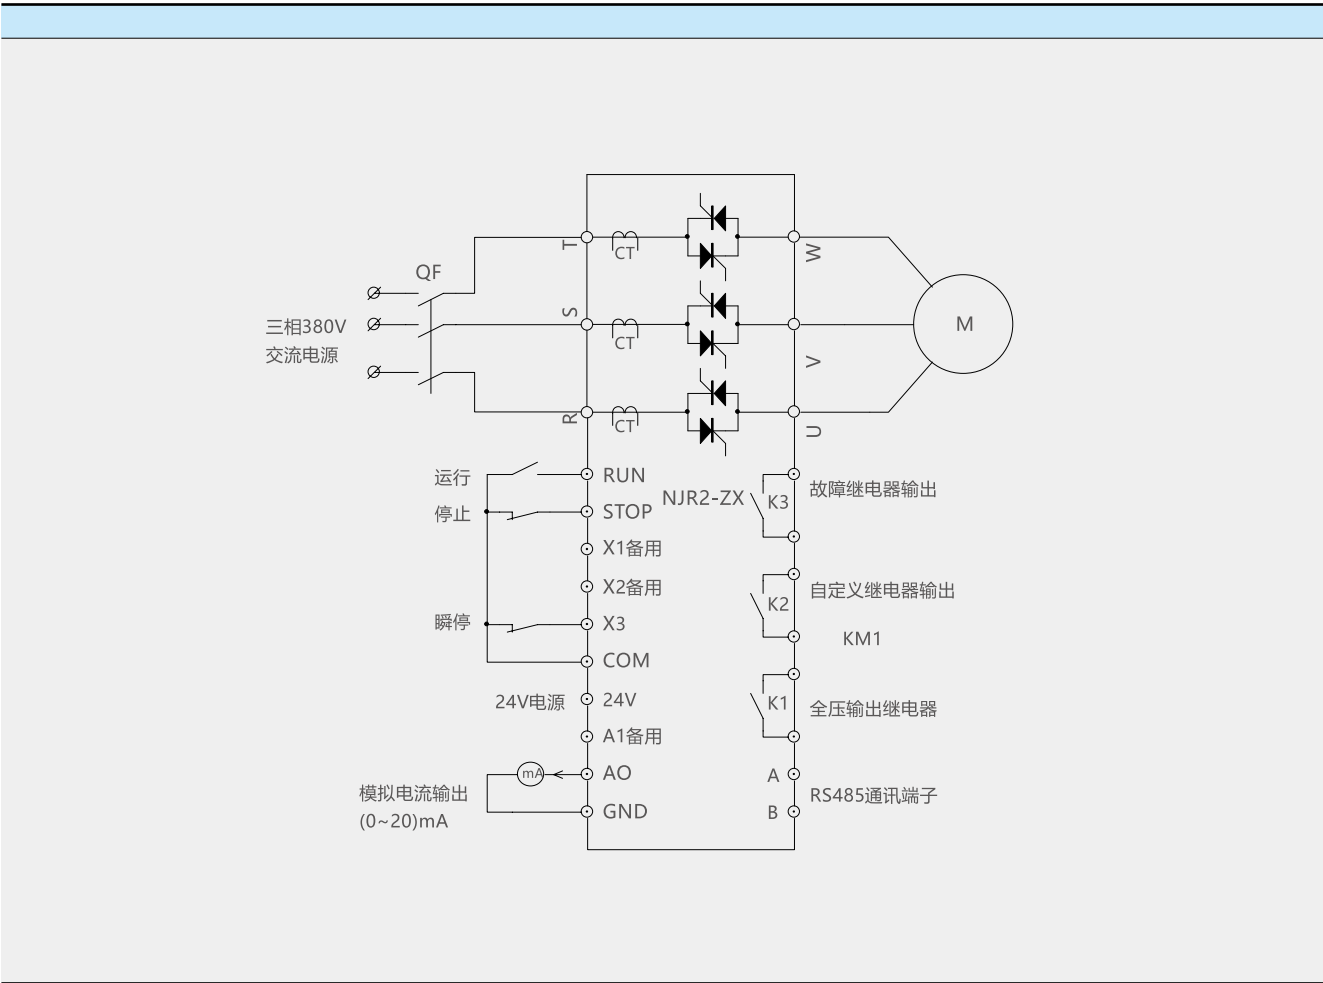 T
CT
W
QF
三相380V
交流电源
S
CT
V
M
R
CT
U
运行
RUN
停止
STOP
NJR2-ZX
K3
故障继电器输出
X1备用
X2备用
K2
自定义继电器输出
瞬停
X3
KM1
COM
24V电源
24V
K1
全压输出继电器
A1备用
模拟电流输出
(0~20)mA
mA
AO
GND
A
B
RS485通讯端子